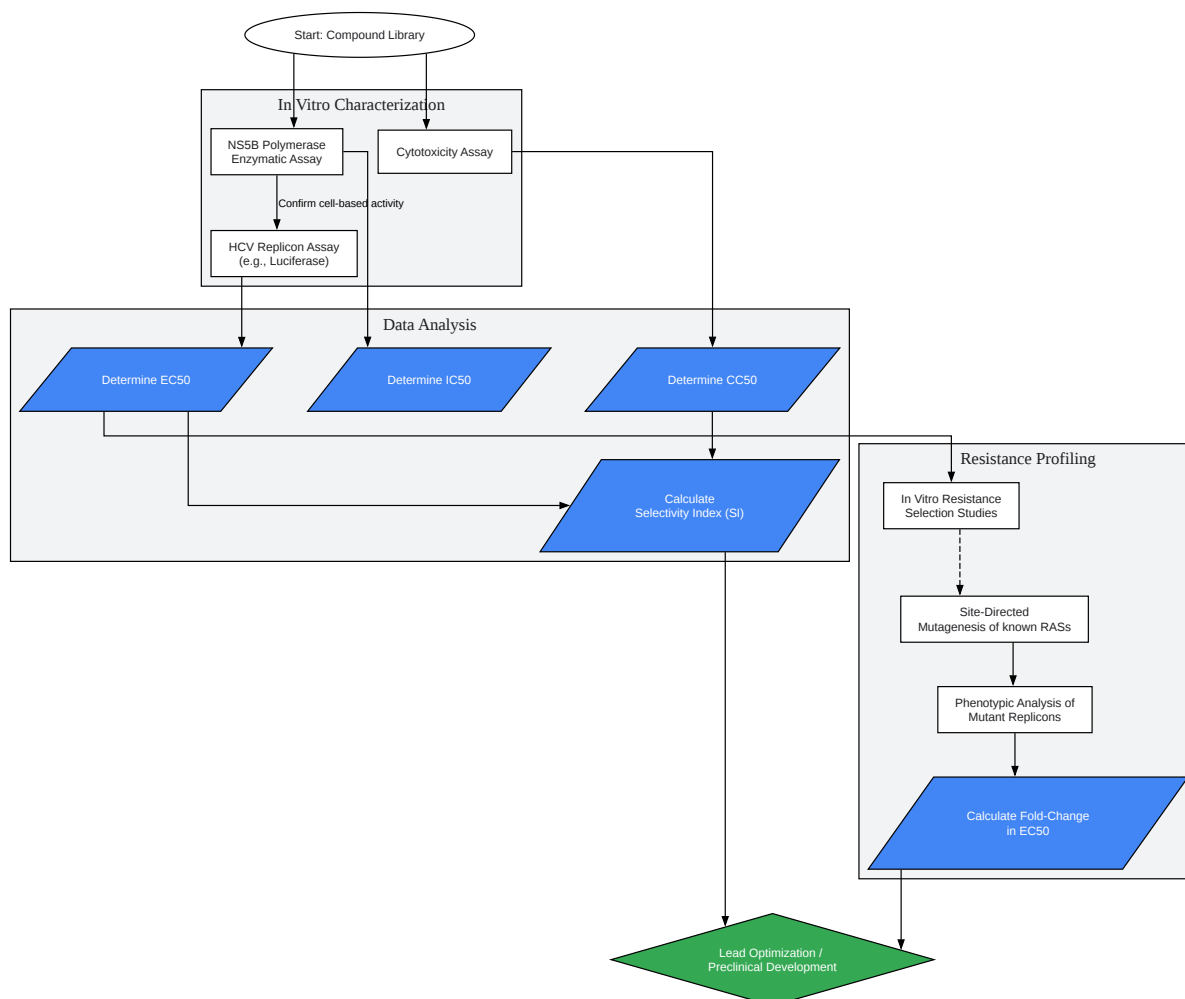 Start: Compound Library
In Vitro Characterization
NS5B Polymerase
Enzymatic Assay
Cytotoxicity Assay
Confirm cell-based activity
HCV Replicon Assay
(e.g., Luciferase)
Data Analysis
Determine EC50
Determine IC50
Determine CC50
Calculate
Selectivity Index (SI)
Resistance Profiling
In Vitro Resistance
Selection Studies
Site-Directed
Mutagenesis of known RASs
Phenotypic Analysis of
Mutant Replicons
Calculate Fold-Change
in EC50
Lead Optimization /
Preclinical Development